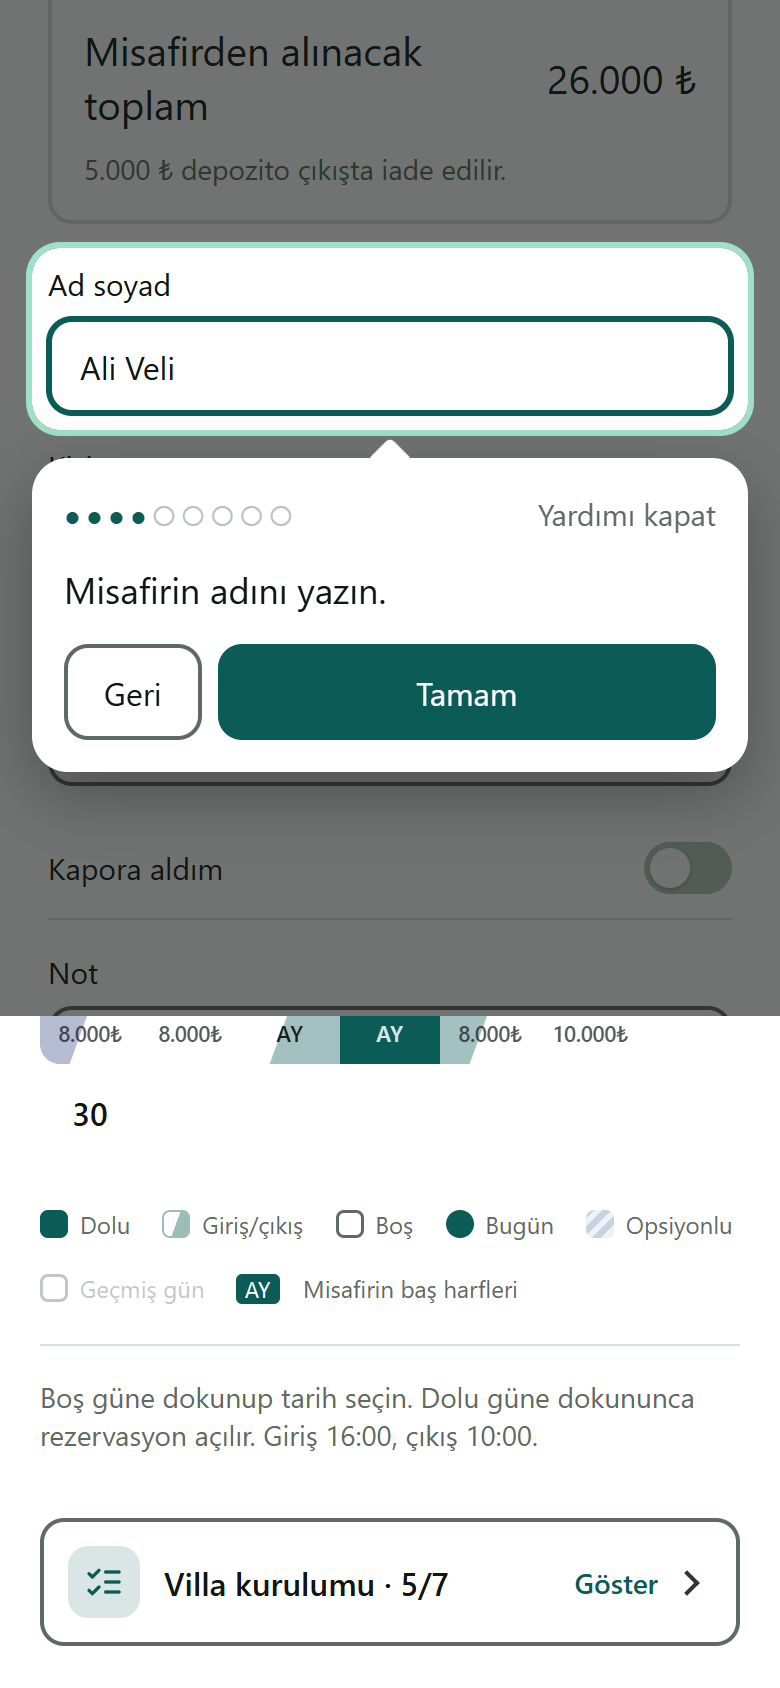 Misafirden alınacak
toplam
26.000 ₺
5.000 ₺ depozito çıkışta iade edilir.
Ad soyad
Ali Veli
Yardımı kapat
Misafirin adını yazın.
Geri
Tamam
Kapora aldım
Not
8.000₺ 8.000₺ AY AY 8.000₺ 10.000₺
30
Dolu Giriş/çıkış Boş Bugün Opsiyonlu
Geçmiş gün AY Misafirin baş harfleri
Boş güne dokunup tarih seçin. Dolu güne dokununca
rezervasyon açılır. Giriş 16:00, çıkış 10:00.
Villa kurulumu · 5/7 Göster